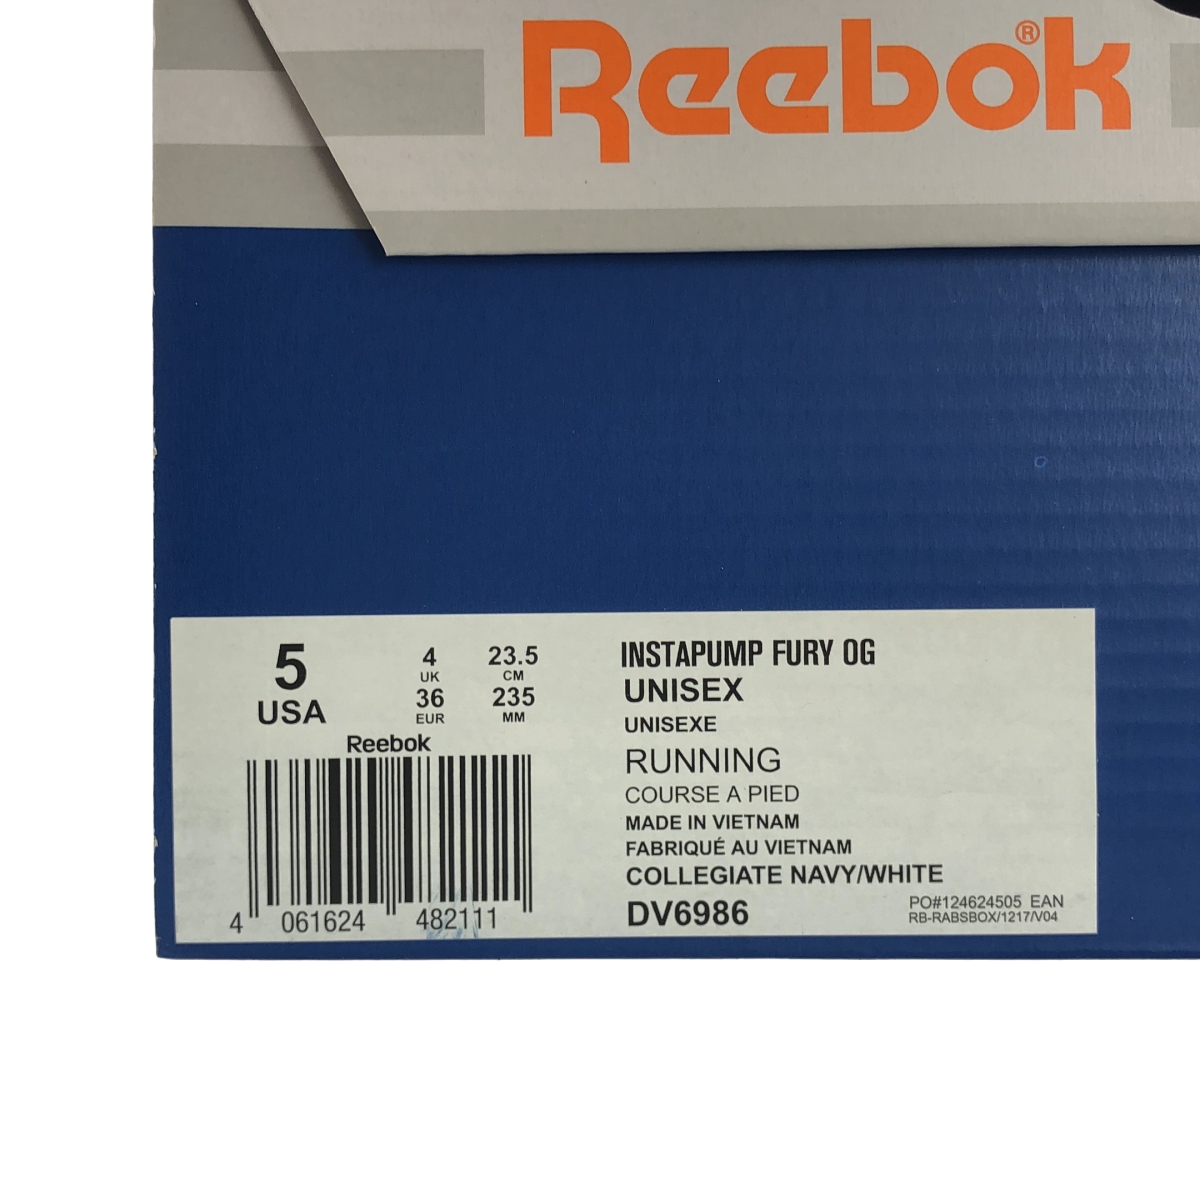 Reebok®
5
USA
4
UK
36
EUR
23.5
CM
235
MM
Reebok
4 061624 482111
INSTAPUMP FURY OG
UNISEX
UNISEXE
RUNNING
COURSE A PIED
MADE IN VIETNAM
FABRIQUÉ AU VIETNAM
COLLEGIATE NAVY/WHITE
DV6986
PO#124624505 EAN
RB-RABSBOX/1217/V04